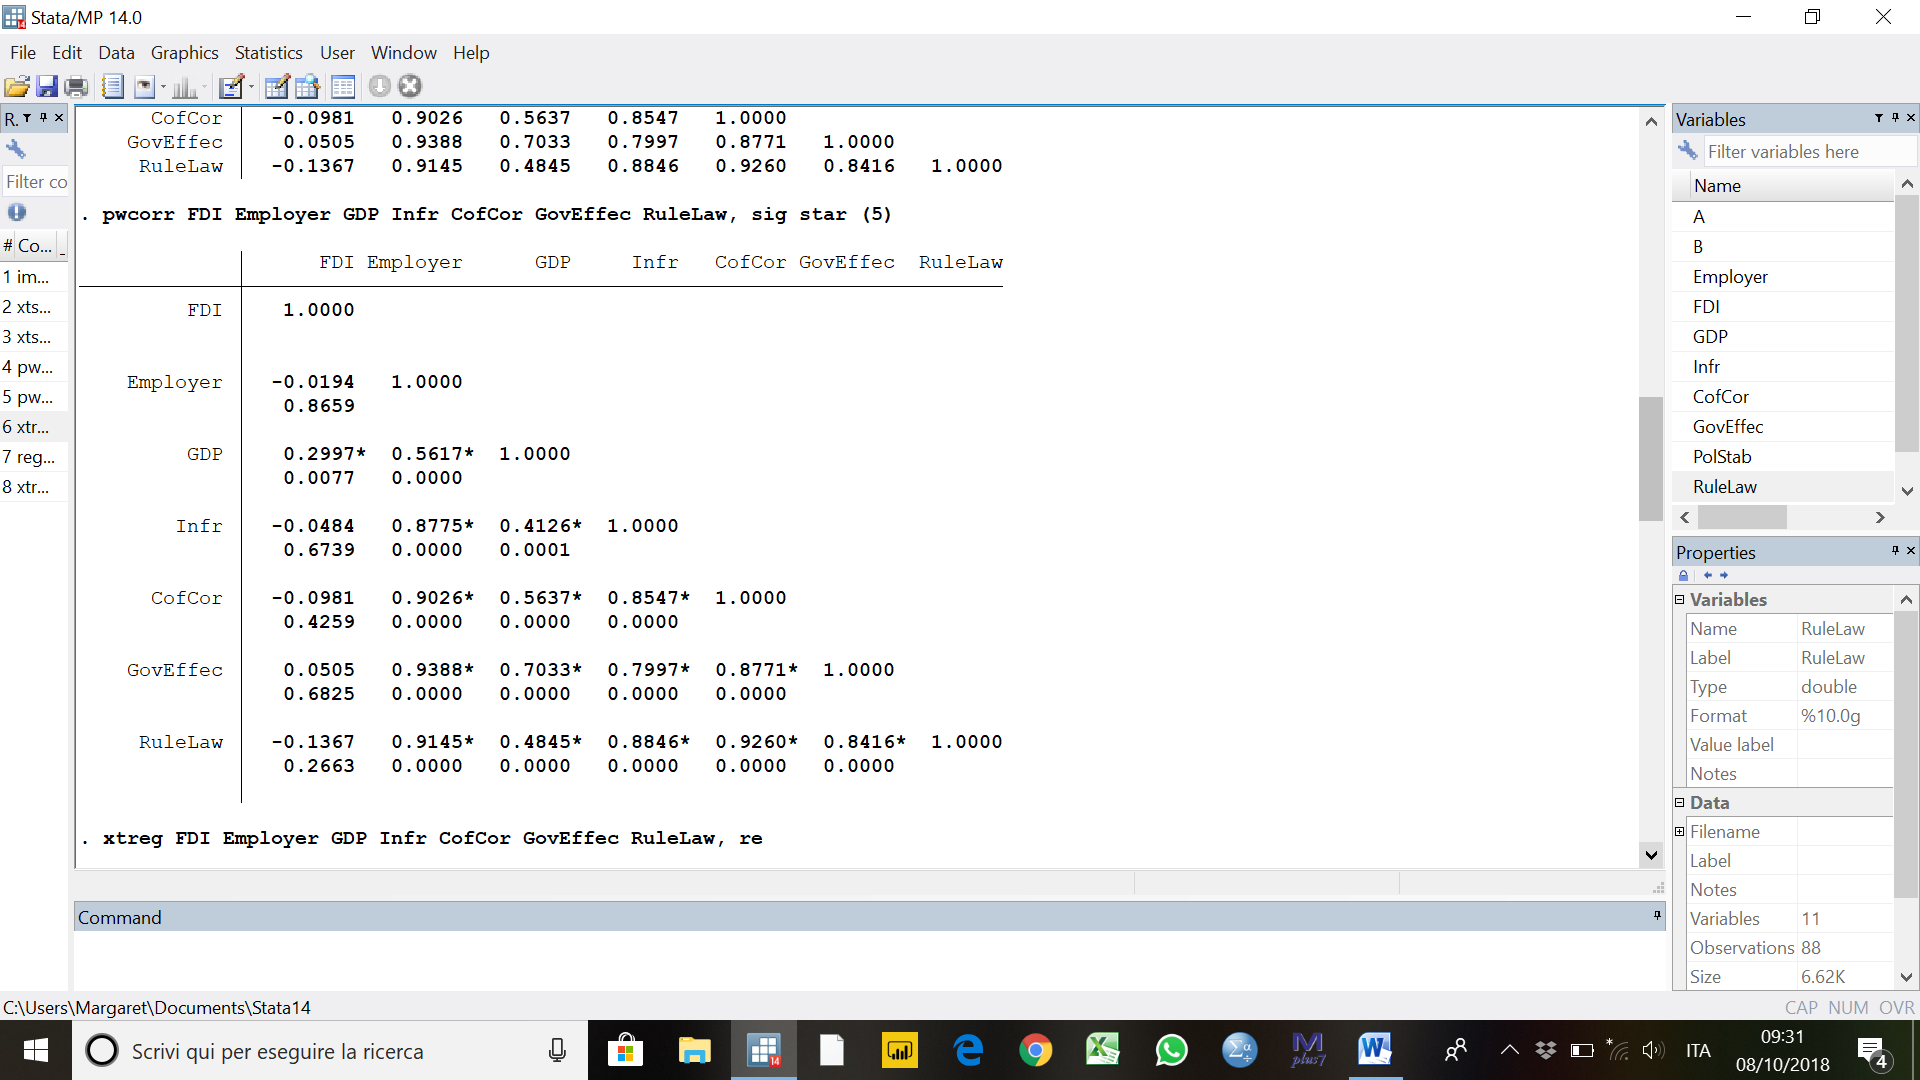 Stata/MP 14.0
File Edit Data Graphics Statistics User Window Help
R.
Filter co
# Co...
1 im...
2 xts...
3 xts...
4 pw...
5 pw...
6 xtr...
7 reg...
8 xtr...
CofCor -0.0981 0.9026 0.5637 0.8547 1.0000
GovEffec 0.0505 0.9388 0.7033 0.7997 0.8771 1.0000
RuleLaw -0.1367 0.9145 0.4845 0.8846 0.9260 0.8416 1.0000
. pwcorr FDI Employer GDP Infr CofCor GovEffec RuleLaw, sig star (5)
FDI Employer GDP Infr CofCor GovEffec RuleLaw
FDI 1.0000
Employer -0.0194 1.0000
0.8659
GDP 0.2997* 0.5617* 1.0000
0.0077 0.0000
Infr -0.0484 0.8775* 0.4126* 1.0000
0.6739 0.0000 0.0001
CofCor -0.0981 0.9026* 0.5637* 0.8547* 1.0000
0.4259 0.0000 0.0000 0.0000
GovEffec 0.0505 0.9388* 0.7033* 0.7997* 0.8771* 1.0000
0.6825 0.0000 0.0000 0.0000 0.0000
RuleLaw -0.1367 0.9145* 0.4845* 0.8846* 0.9260* 0.8416* 1.0000
0.2663 0.0000 0.0000 0.0000 0.0000 0.0000
. xtreg FDI Employer GDP Infr CofCor GovEffec RuleLaw, re
Command
Variables
Filter variables here
Name
A
B
Employer
FDI
GDP
Infr
CofCor
GovEffec
PolStab
RuleLaw
Properties
Variables
Name RuleLaw
Label RuleLaw
Type double
Format %10.0g
Value label
Notes
Data
Filename
Label
Notes
Variables 11
Observations 88
Size 6.62K
C:\Users\Margaret\Documents\Stata14
CAP NUM OVR
Scrivi qui per eseguire la ricerca
14
M
plus7
ITA
09:31
08/10/2018
4